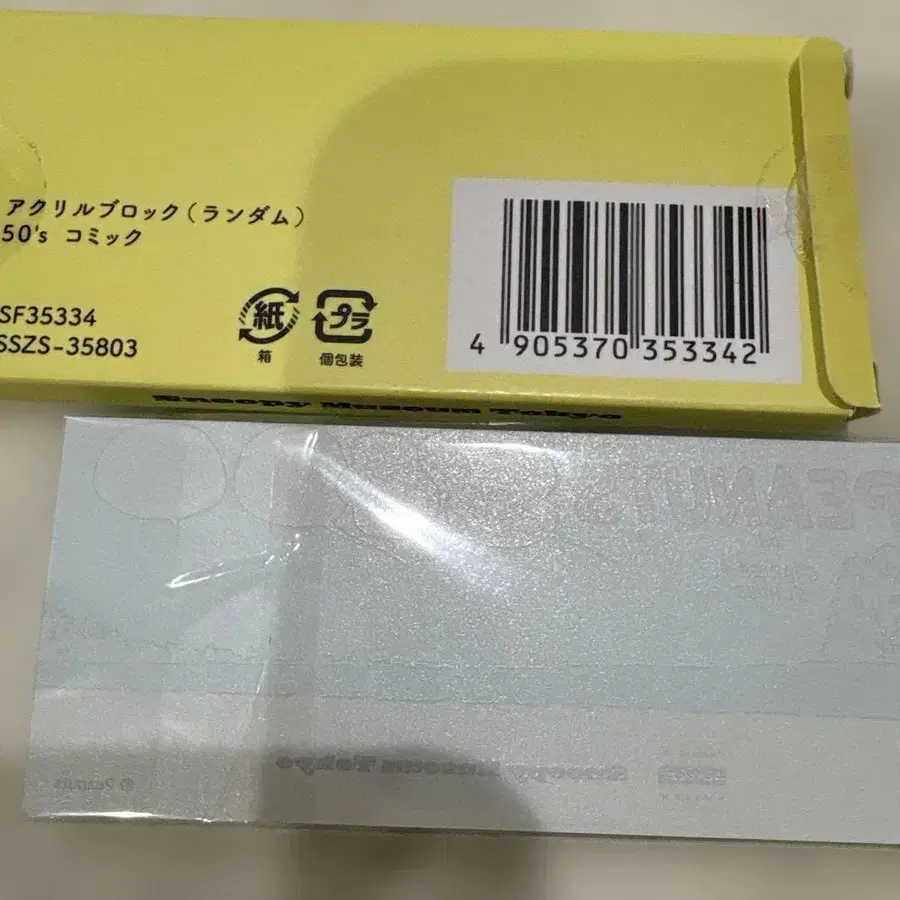 アクリルブロック(ランダム)
50's コミック
SF35334
SSZS-35803
紙
箱
プラ
個包装
4 905370 353342
Snoopy Museum Tokyo
PEANUTS
Snoopy Museum Tokyo
© Peanuts